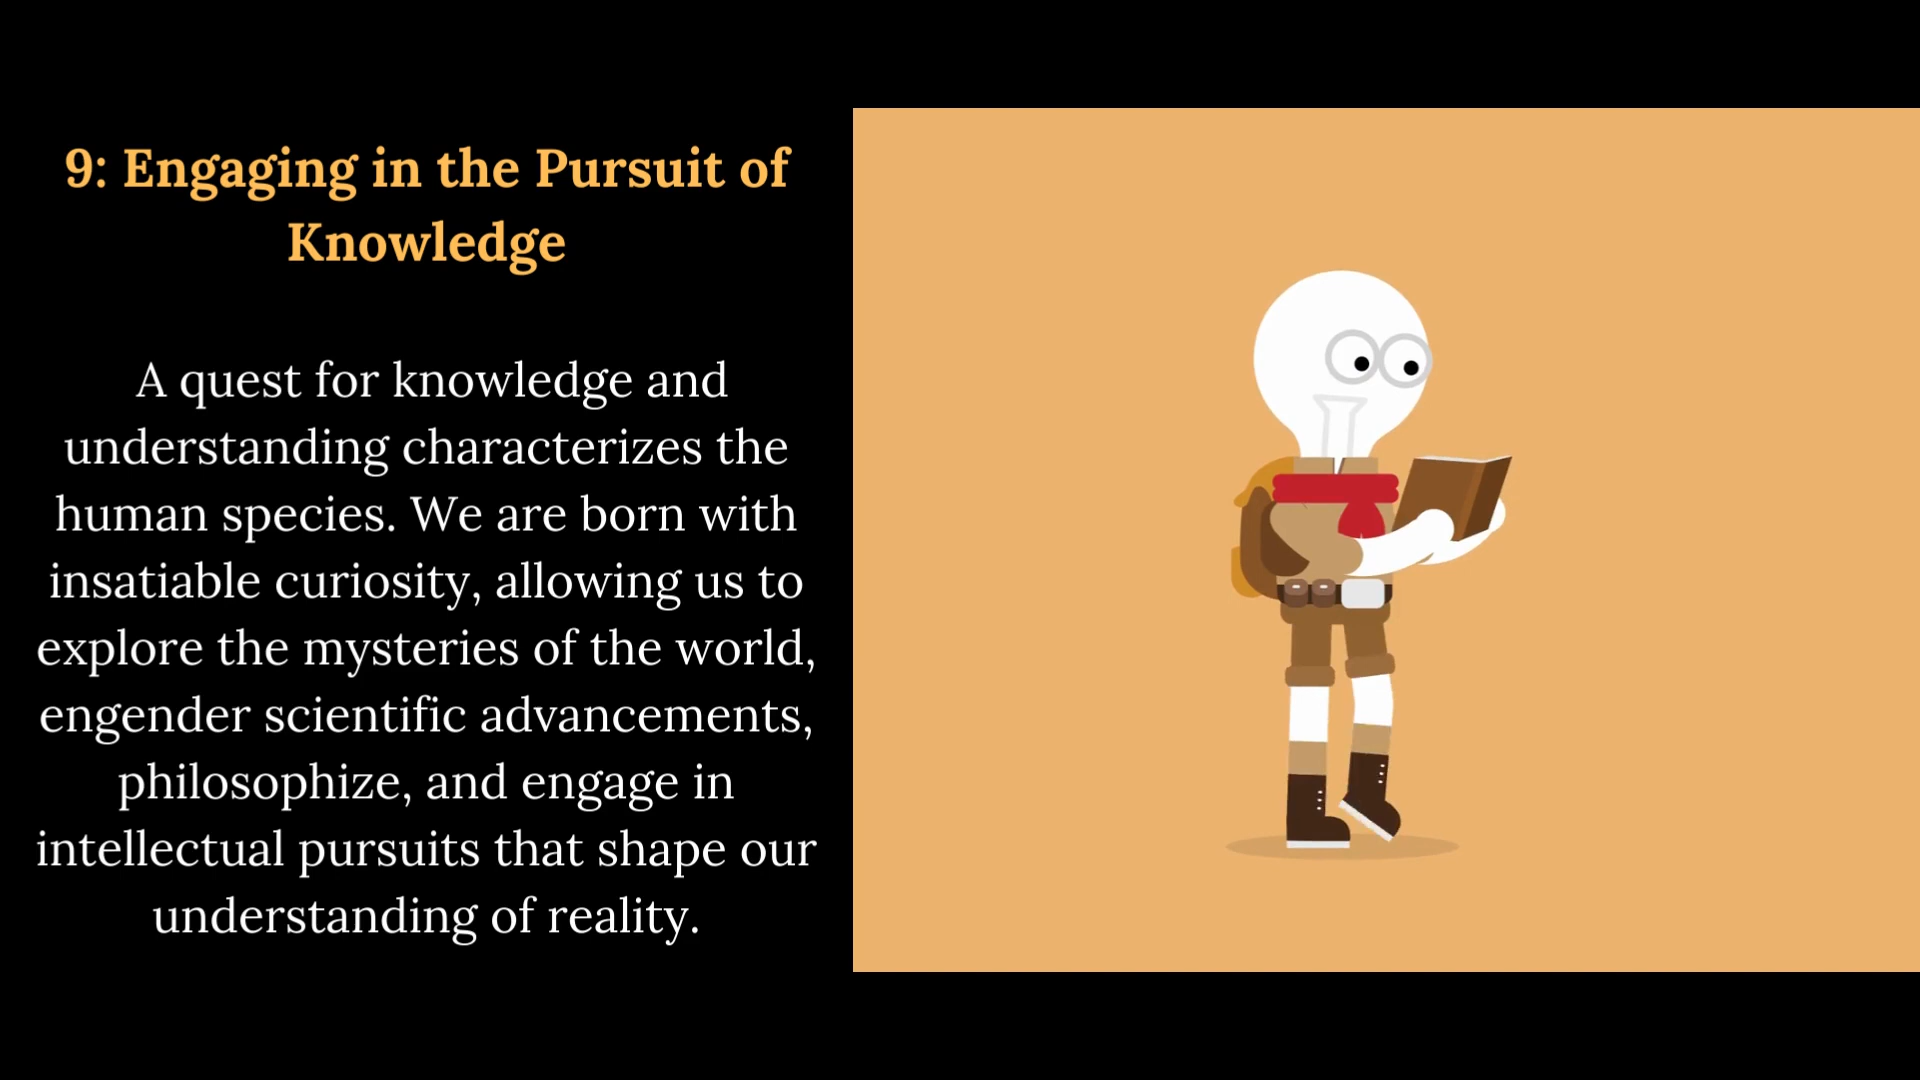 9: Engaging in the Pursuit of
Knowledge
A quest for knowledge and
understanding characterizes the
human species. We are born with
insatiable curiosity, allowing us to
explore the mysteries of the world,
engender scientific advancements,
philosophize, and engage in
intellectual pursuits that shape our
understanding of reality.